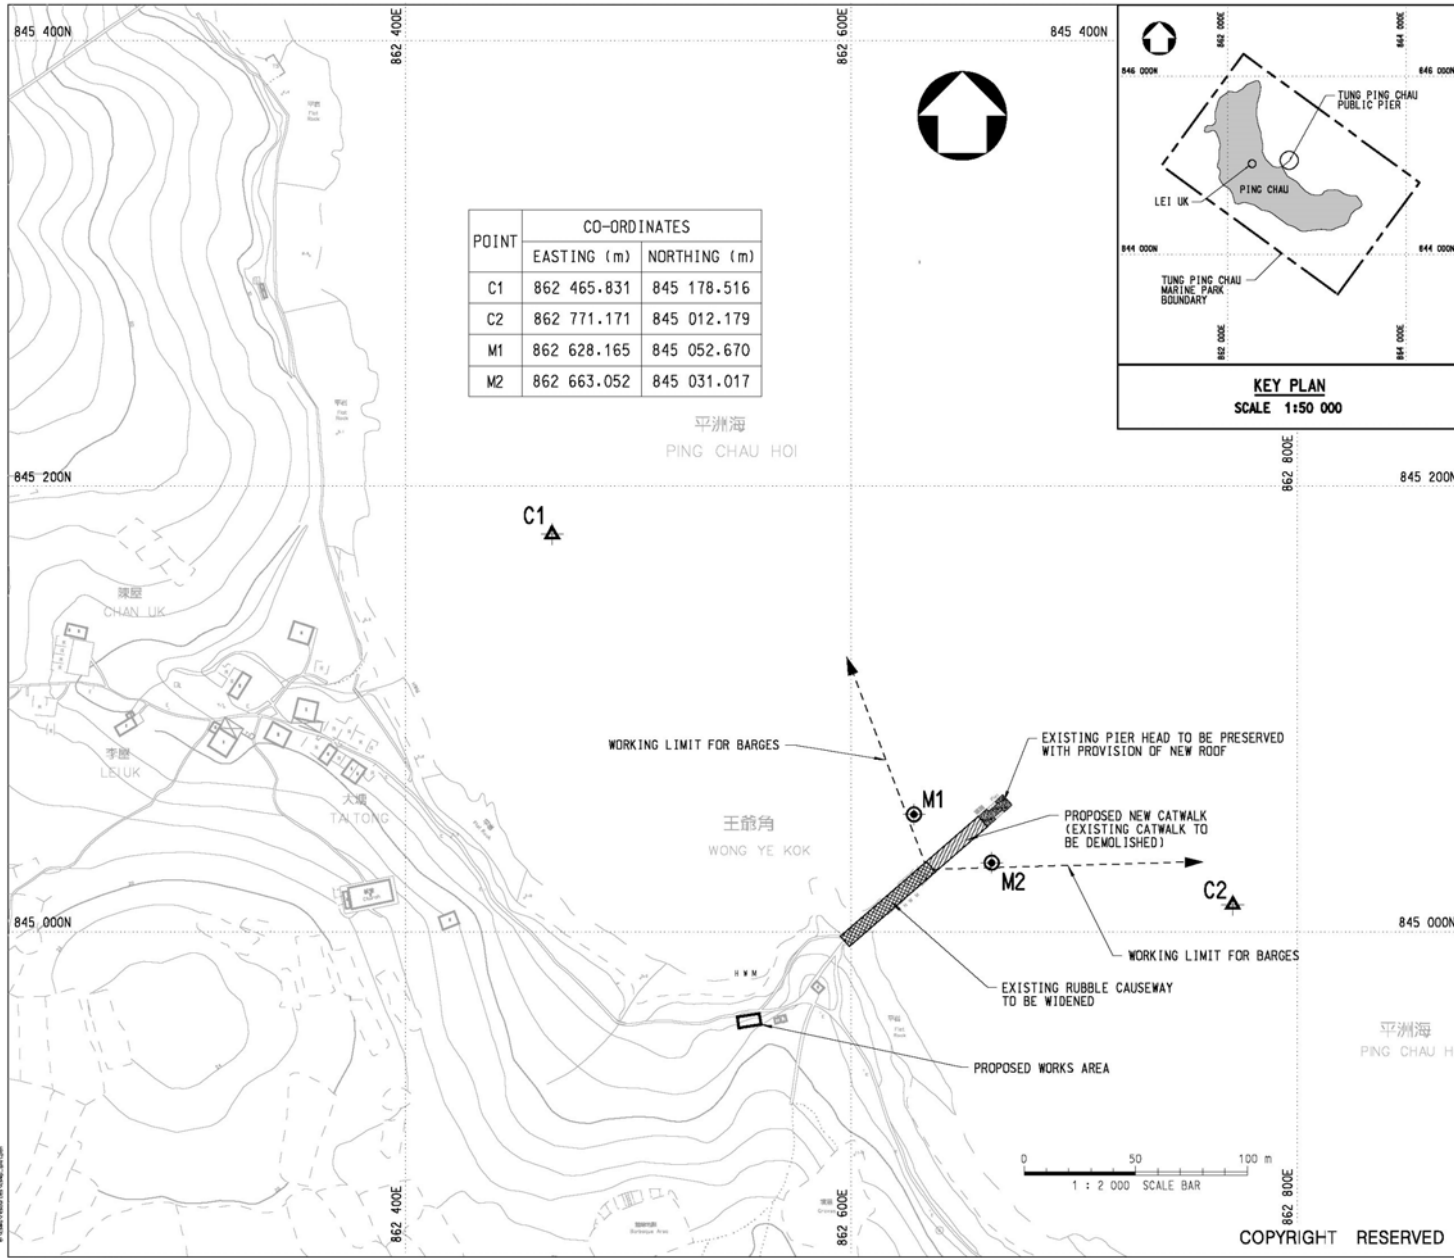 845 400N
862 400E
862 600E
845 400N
862 000E
864 000E
846 000N
846 000N
TUNG PING CHAU
PUBLIC PIER
PING CHAU
LEI UK
844 000N
844 000N
TUNG PING CHAU
MARINE PARK
BOUNDARY
862 000E
864 000E
KEY PLAN
SCALE 1:50 000
POINT
CO-ORDINATES
EASTING (m) NORTHING (m)
C1 862 465.831 845 178.516
C2 862 771.171 845 012.179
M1 862 628.165 845 052.670
M2 862 663.052 845 031.017
平洲海
PING CHAU HOI
845 200N
862 800E
845 200N
C1
CHAN UK
李屋
LEI UK
TAI TONG
WORKING LIMIT FOR BARGES
EXISTING PIER HEAD TO BE PRESERVED
WITH PROVISION OF NEW ROOF
M1
PROPOSED NEW CATWALK
(EXISTING CATWALK TO
BE DEMOLISHED)
王爺角
WONG YE KOK
M2
C2
845 000N
845 000N
WORKING LIMIT FOR BARGES
H W M
EXISTING RUBBLE CAUSEWAY
TO BE WIDENED
平洲海
PING CHAU H
PROPOSED WORKS AREA
0 50 100 m
1 : 2 000 SCALE BAR
862 400E
862 600E
862 800E
COPYRIGHT RESERVED